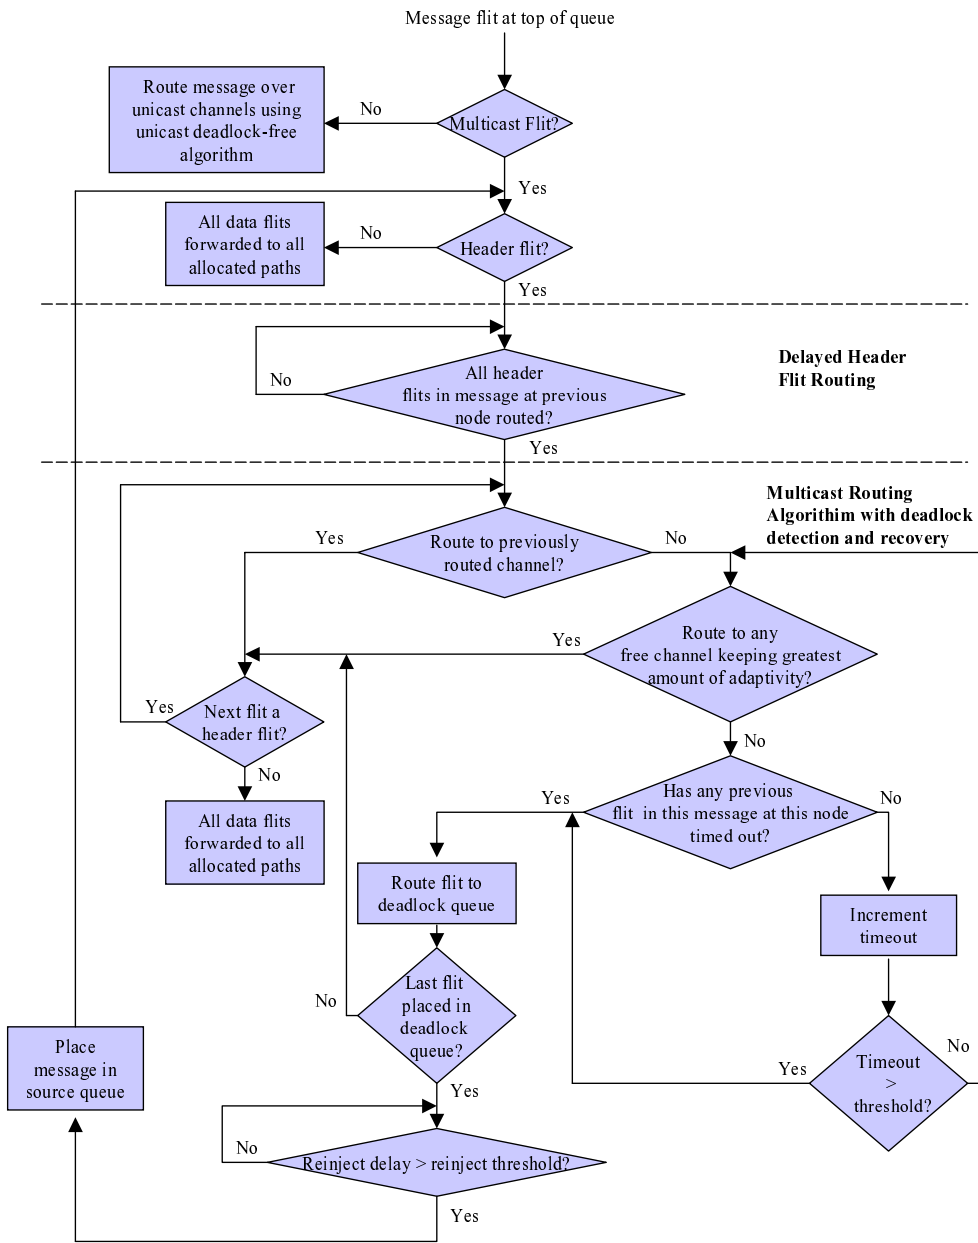 Message flit at top of queue
Route message over
unicast channels using
unicast deadlock-free
algorithm
No
Multicast Flit?
Yes
All data flits
forwarded to all
allocated paths
No
Header flit?
Yes
Delayed Header
Flit Routing
All header
flits in message at previous
node routed?
No
Yes
Multicast Routing
Algorithim with deadlock
detection and recovery
Yes
Route to previously
routed channel?
No
Yes
Route to any
free channel keeping greatest
amount of adaptivity?
Yes
Next flit a
header flit?
No
No
All data flits
forwarded to all
allocated paths
Yes
Has any previous
flit in this message at this node
timed out?
No
Route flit to
deadlock queue
Increment
timeout
No
Last flit
placed in
deadlock
queue?
Yes
Place
message in
source queue
Yes
Timeout
>
threshold?
No
No
Reinject delay > reinject threshold?
Yes